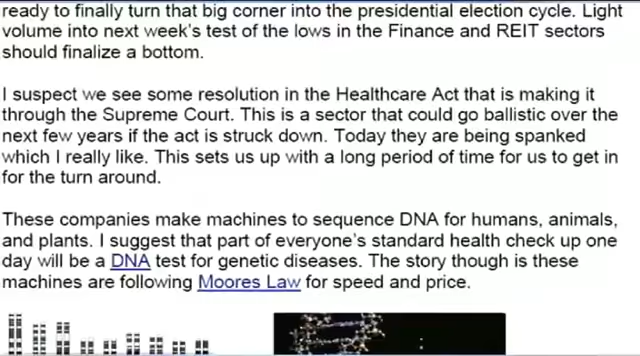 ready to finally turn that big corner into the presidential election cycle. Light
volume into next week's test of the lows in the Finance and REIT sectors
should finalize a bottom.
I suspect we see some resolution in the Healthcare Act that is making it
through the Supreme Court. This is a sector that could go ballistic over the
next few years if the act is struck down. Today they are being spanked
which I really like. This sets us up with a long period of time for us to get in
for the turn around.
These companies make machines to sequence DNA for humans, animals,
and plants. I suggest that part of everyone's standard health check up one
day will be a DNA test for genetic diseases. The story though is these
machines are following Moores Law for speed and price.